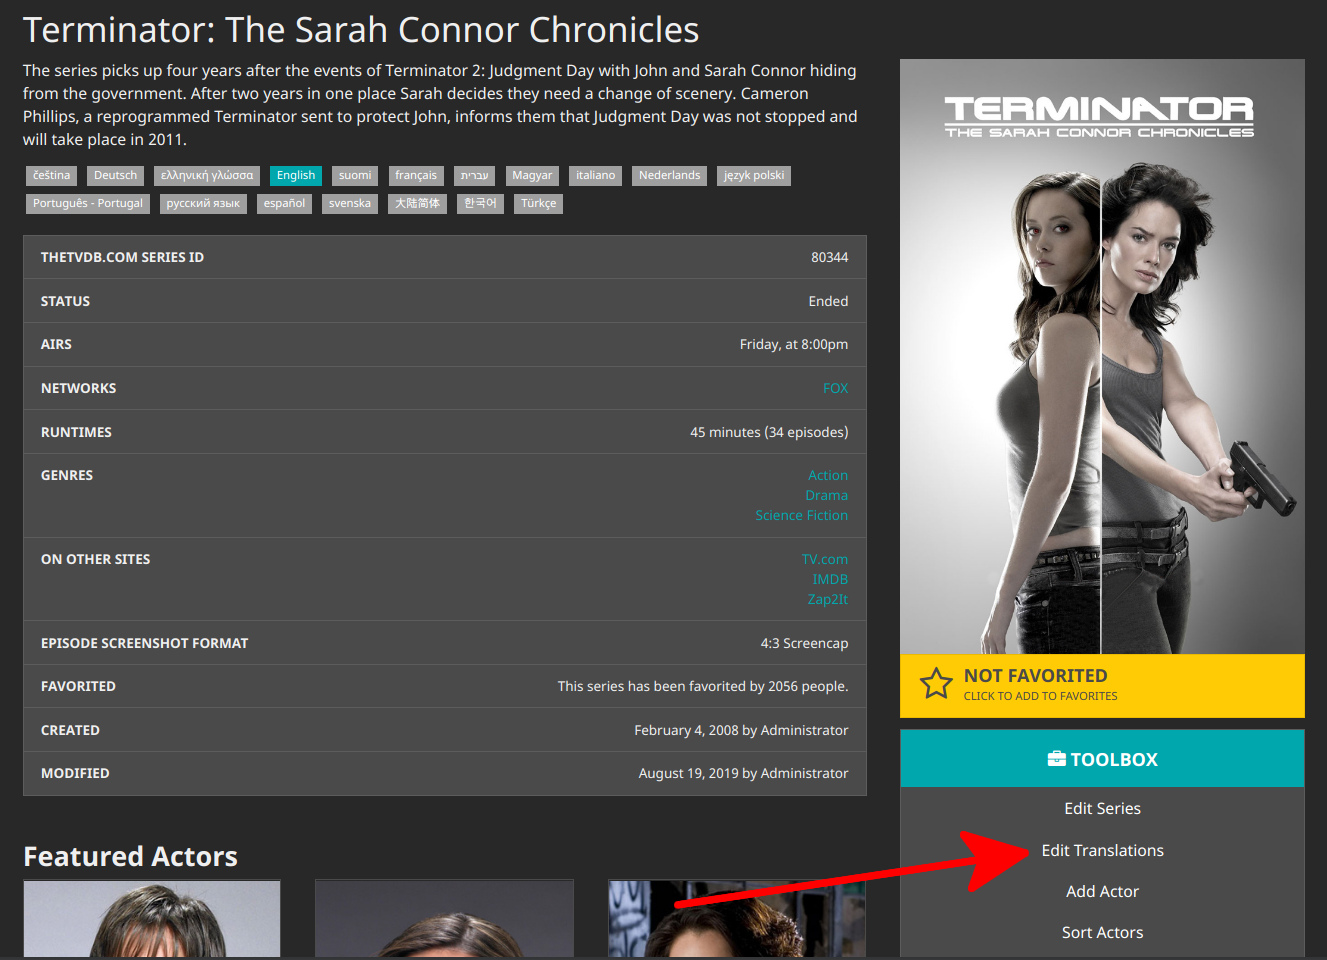 Terminator: The Sarah Connor Chronicles
The series picks up four years after the events of Terminator 2: Judgment Day with John and Sarah Connor hiding
from the government. After two years in one place Sarah decides they need a change of scenery. Cameron
Phillips, a reprogrammed Terminator sent to protect John, informs them that Judgment Day was not stopped and
will take place in 2011.
čeština Deutsch ελληνική γλώσσα English suomi français עברית Magyar italiano Nederlands język polski
Português - Portugal русский язык español svenska 大陆简体 한국어 Türkçe
THETVDB.COM SERIES ID 80344
STATUS Ended
AIRS Friday, at 8:00pm
NETWORKS FOX
RUNTIMES 45 minutes (34 episodes)
GENRES Action
Drama
Science Fiction
ON OTHER SITES TV.com
IMDB
Zap2It
EPISODE SCREENSHOT FORMAT 4:3 Screencap
FAVORITED This series has been favorited by 2056 people.
CREATED February 4, 2008 by Administrator
MODIFIED August 19, 2019 by Administrator
Featured Actors
TERMINATOR
THE SARAH CONNOR CHRONICLES
NOT FAVORITED
CLICK TO ADD TO FAVORITES
TOOLBOX
Edit Series
Edit Translations
Add Actor
Sort Actors